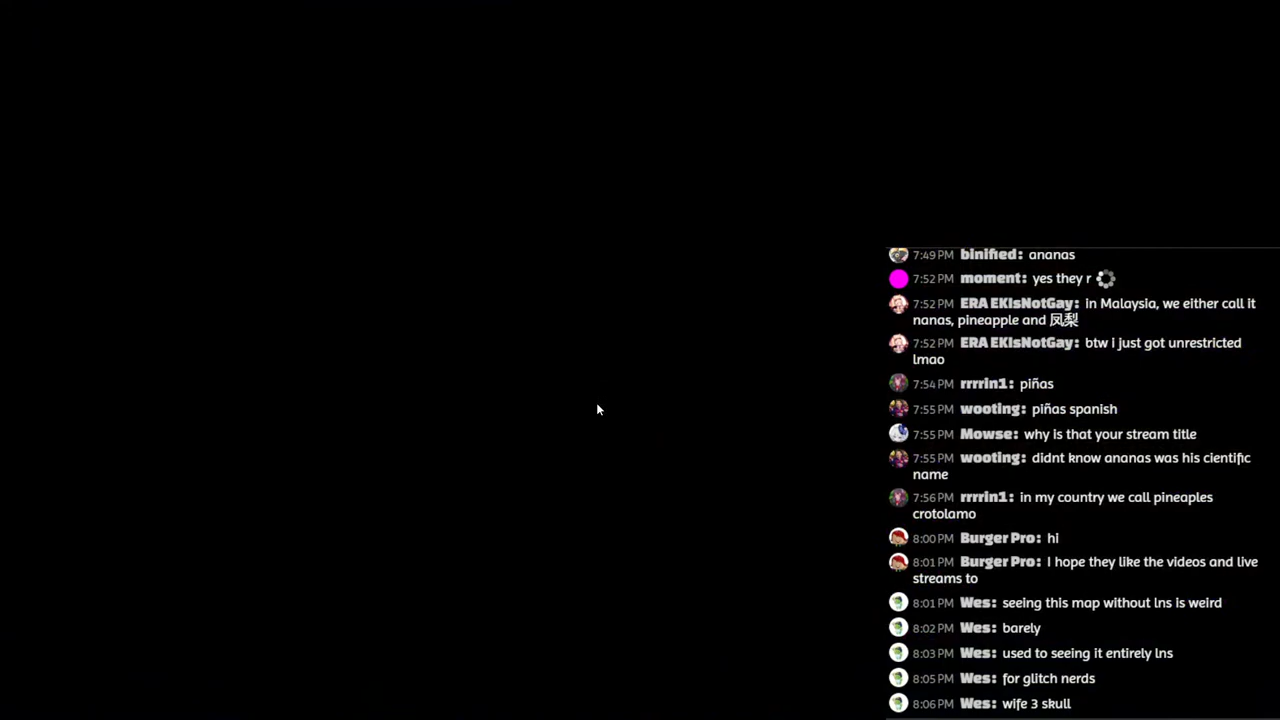 7:49 PM binified: ananas
7:52 PM moment: yes they r
7:52 PM ERA EKIsNotGay: in Malaysia, we either call it
nanas, pineapple and 凤梨
7:52 PM ERA EKIsNotGay: btw i just got unrestricted
lmao
7:54 PM rrrrin1: piñas
7:55 PM wooting: piñas spanish
7:55 PM Mowse: why is that your stream title
7:55 PM wooting: didnt know ananas was his cientific
name
7:56 PM rrrrin1: in my country we call pineaples
crotolamo
8:00 PM Burger Pro: hi
8:01 PM Burger Pro: I hope they like the videos and live
streams to
8:01 PM Wes: seeing this map without lns is weird
8:02 PM Wes: barely
8:03 PM Wes: used to seeing it entirely lns
8:05 PM Wes: for glitch nerds
8:06 PM Wes: wife 3 skull